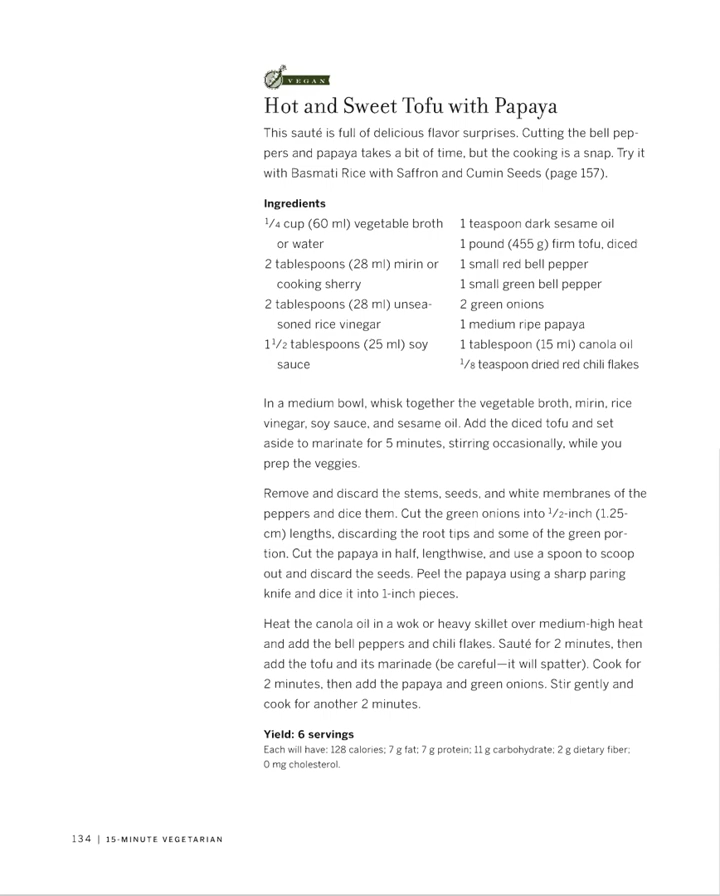 VEGAN
Hot and Sweet Tofu with Papaya
This sauté is full of delicious flavor surprises. Cutting the bell pep-
pers and papaya takes a bit of time, but the cooking is a snap. Try it
with Basmati Rice with Saffron and Cumin Seeds (page 157).
Ingredients
1/4 cup (60 ml) vegetable broth
or water
2 tablespoons (28 ml) mirin or
cooking sherry
2 tablespoons (28 ml) unsea-
soned rice vinegar
1 1/2 tablespoons (25 ml) soy
sauce
1 teaspoon dark sesame oil
1 pound (455 g) firm tofu, diced
1 small red bell pepper
1 small green bell pepper
2 green onions
1 medium ripe papaya
1 tablespoon (15 ml) canola oil
1/8 teaspoon dried red chili flakes
In a medium bowl, whisk together the vegetable broth, mirin, rice
vinegar, soy sauce, and sesame oil. Add the diced tofu and set
aside to marinate for 5 minutes, stirring occasionally, while you
prep the veggies.
Remove and discard the stems, seeds, and white membranes of the
peppers and dice them. Cut the green onions into 1/2-inch (1.25-
cm) lengths, discarding the root tips and some of the green por-
tion. Cut the papaya in half, lengthwise, and use a spoon to scoop
out and discard the seeds. Peel the papaya using a sharp paring
knife and dice it into 1-inch pieces.
Heat the canola oil in a wok or heavy skillet over medium-high heat
and add the bell peppers and chili flakes. Sauté for 2 minutes, then
add the tofu and its marinade (be careful—it will spatter). Cook for
2 minutes, then add the papaya and green onions. Stir gently and
cook for another 2 minutes.
Yield: 6 servings
Each will have: 128 calories; 7 g fat; 7 g protein; 11 g carbohydrate; 2 g dietary fiber;
0 mg cholesterol.
134 | 15-MINUTE VEGETARIAN